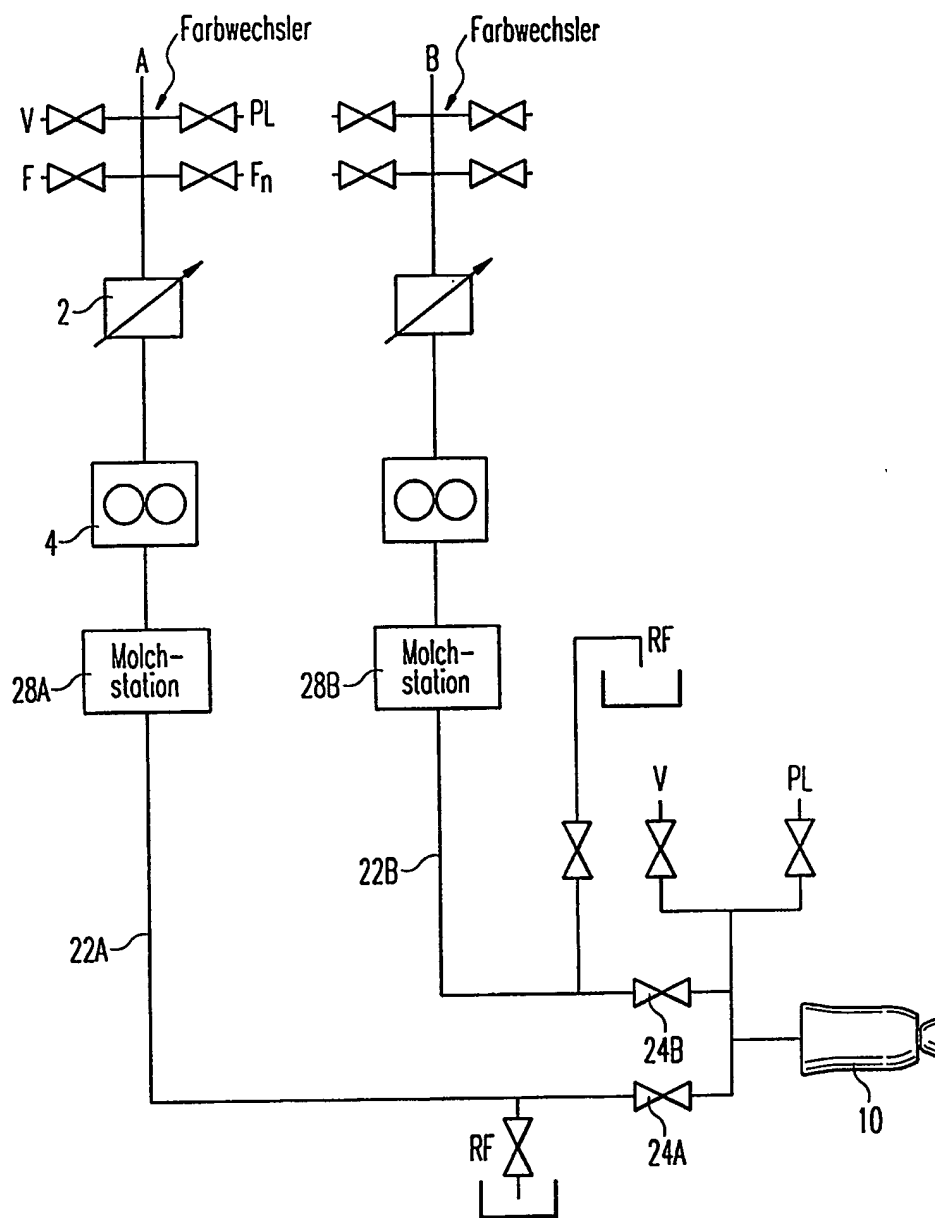 Farbwechsler
Farbwechsler
A
B
V
PL
F
Fn
2
4
Molch-
station
28A
Molch-
station
28B
RF
V
PL
22B
22A
24B
24A
10
RF